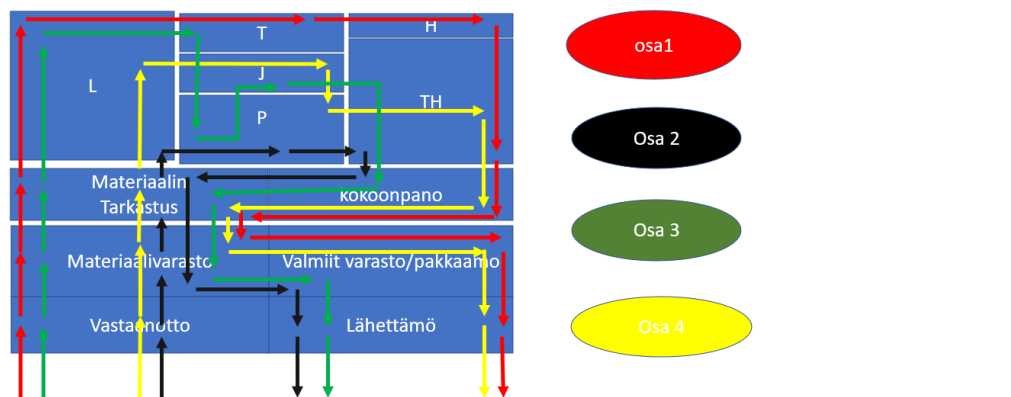 T
H
L
J
TH
P
Materiaalin
Tarkastus
kokoonpano
Materiaalivarasto
Valmiit varasto/pakkaamo
Vastaanotto
Lähettämö
osa1
Osa 2
Osa 3
Osa 4